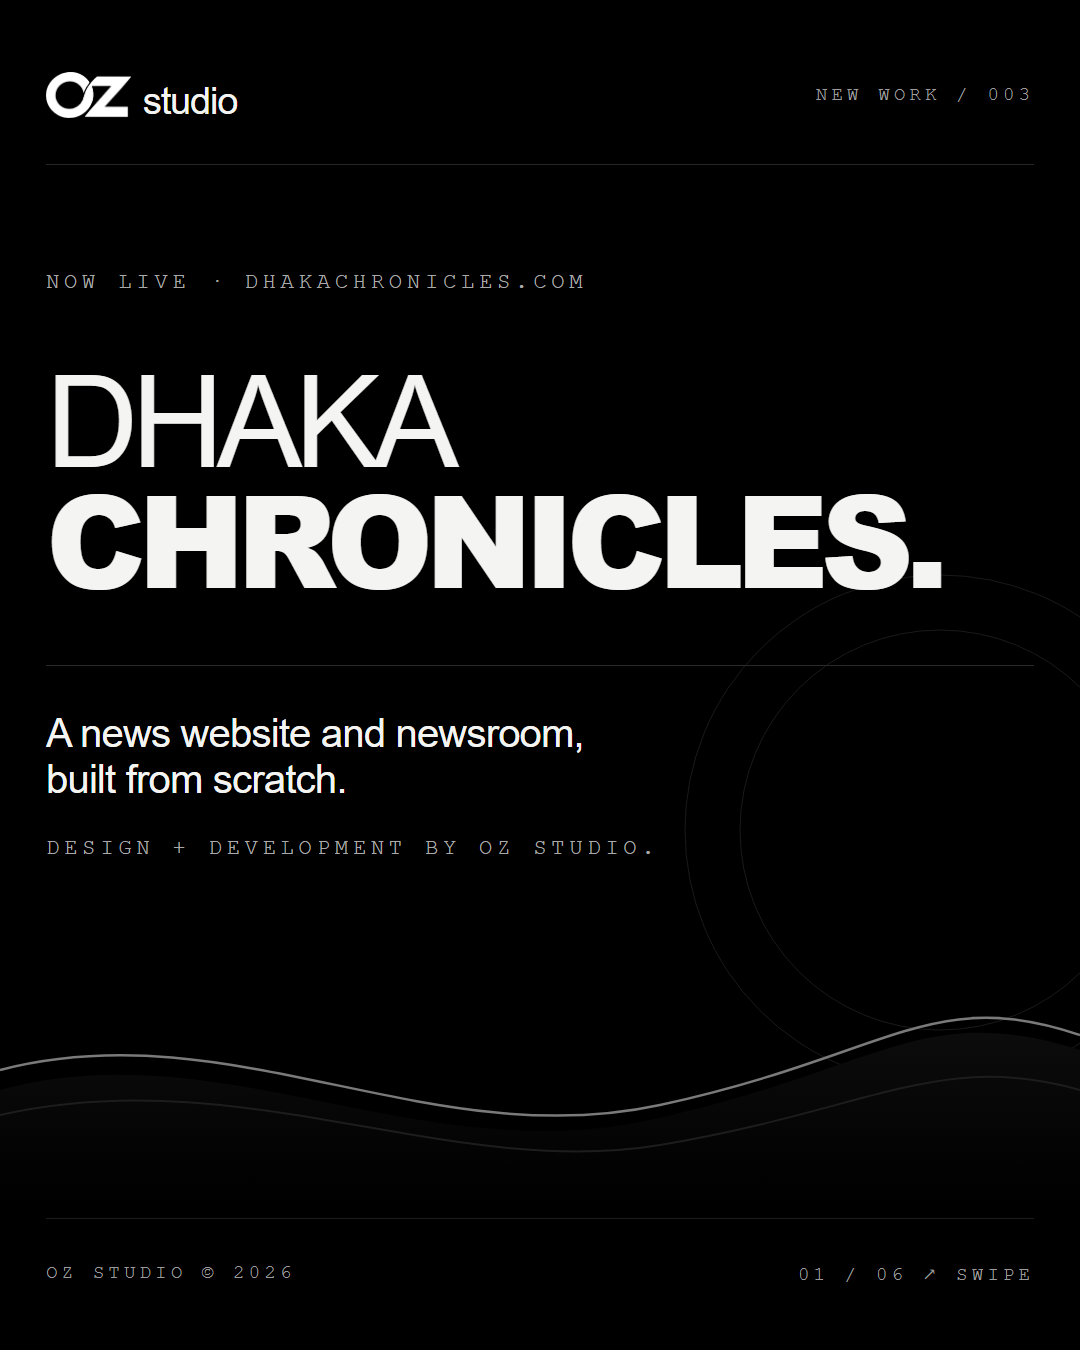 OZ studio
NEW WORK / 003
NOW LIVE · DHAKACHRONICLES.COM
DHAKA
CHRONICLES.
A news website and newsroom,
built from scratch.
DESIGN + DEVELOPMENT BY OZ STUDIO.
OZ STUDIO © 2026
01 / 06 ↗ SWIPE